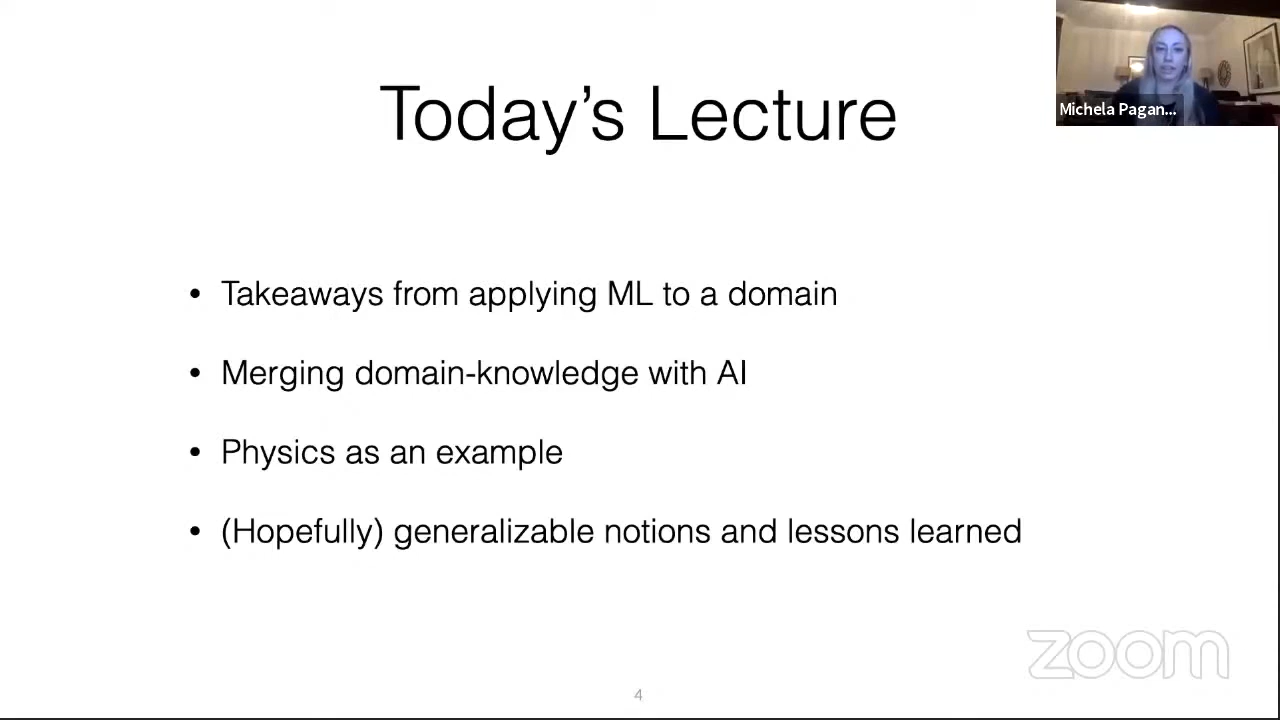 Today’s Lecture
Michela Pagan...
• Takeaways from applying ML to a domain
• Merging domain-knowledge with AI
• Physics as an example
• (Hopefully) generalizable notions and lessons learned
zoom
4